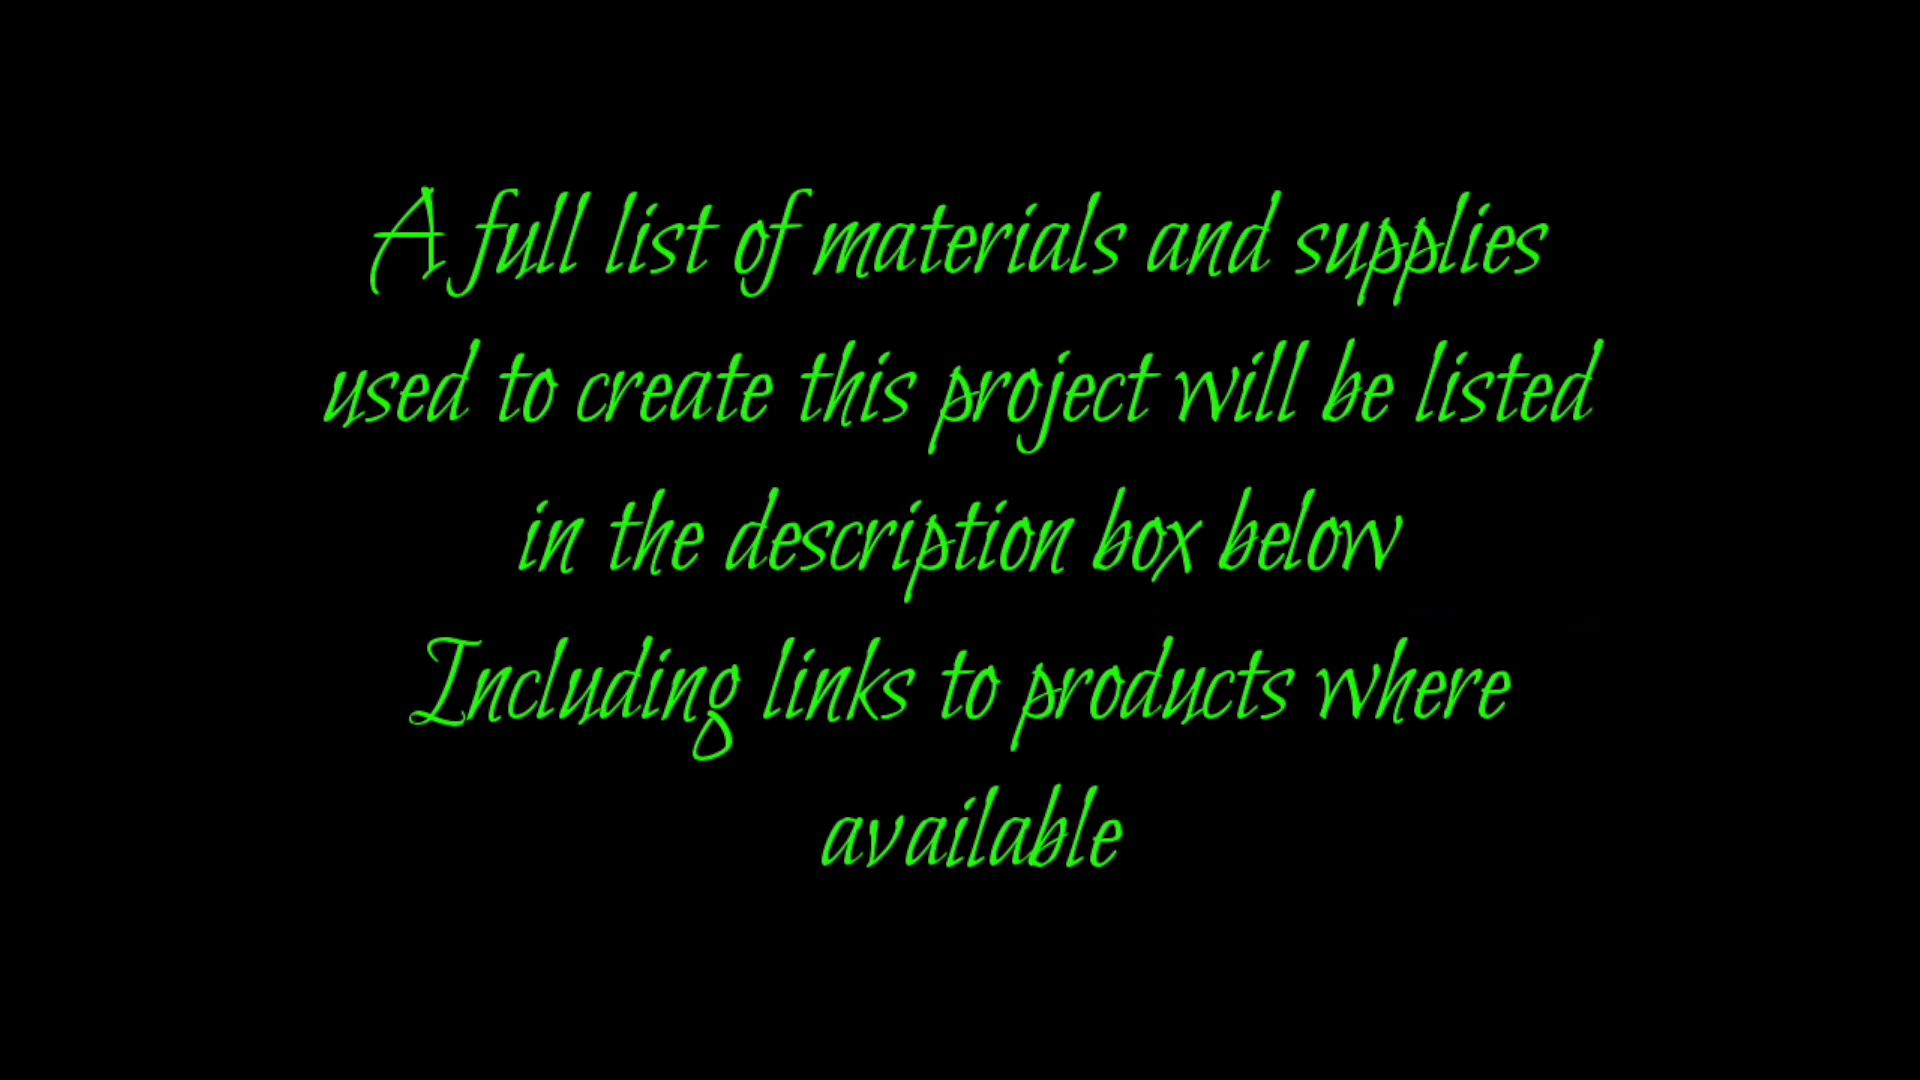 A full list of materials and supplies
used to create this project will be listed
in the description box below
Including links to products where
available